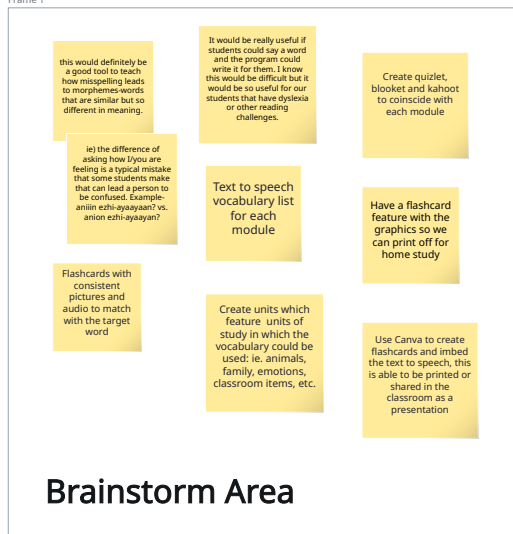 Frame 1
this would definitely be
a good tool to teach
how misspelling leads
to morphemes-words
that are similar but so
different in meaning.
ie) the difference of
asking how I/you are
feeling is a typical mistake
that some students make
that can lead a person to
be confused. Example-
aniiin ezhi-ayaayaan? vs.
anion ezhi-ayaayan?
Flashcards with
consistent
pictures and
audio to match
with the target
word
It would be really useful if
students could say a word
and the program could
write it for them. I know
this would be difficult but it
would be so useful for our
students that have dyslexia
or other reading
challenges.
Text to speech
vocabulary list
for each
module
Create units which
feature units of
study in which the
vocabulary could be
used: ie. animals,
family, emotions,
classroom items, etc.
Create quizlet,
blooket and kahoot
to coinscide with
each module
Have a flashcard
feature with the
graphics so we
can print off for
home study
Use Canva to create
flashcards and imbed
the text to speech, this
is able to be printed or
shared in the
classroom as a
presentation
Brainstorm Area